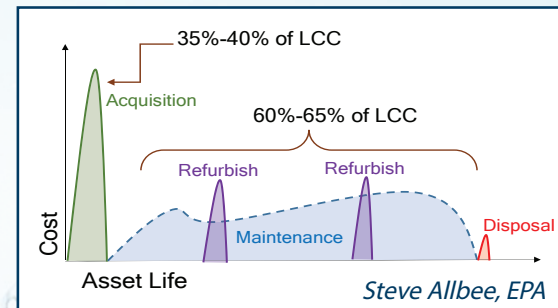 35%-40% of LCC
Acquisition
60%-65% of LCC
Refurbish
Refurbish
Maintenance
Disposal
Cost
Asset Life
Steve Allbee, EPA